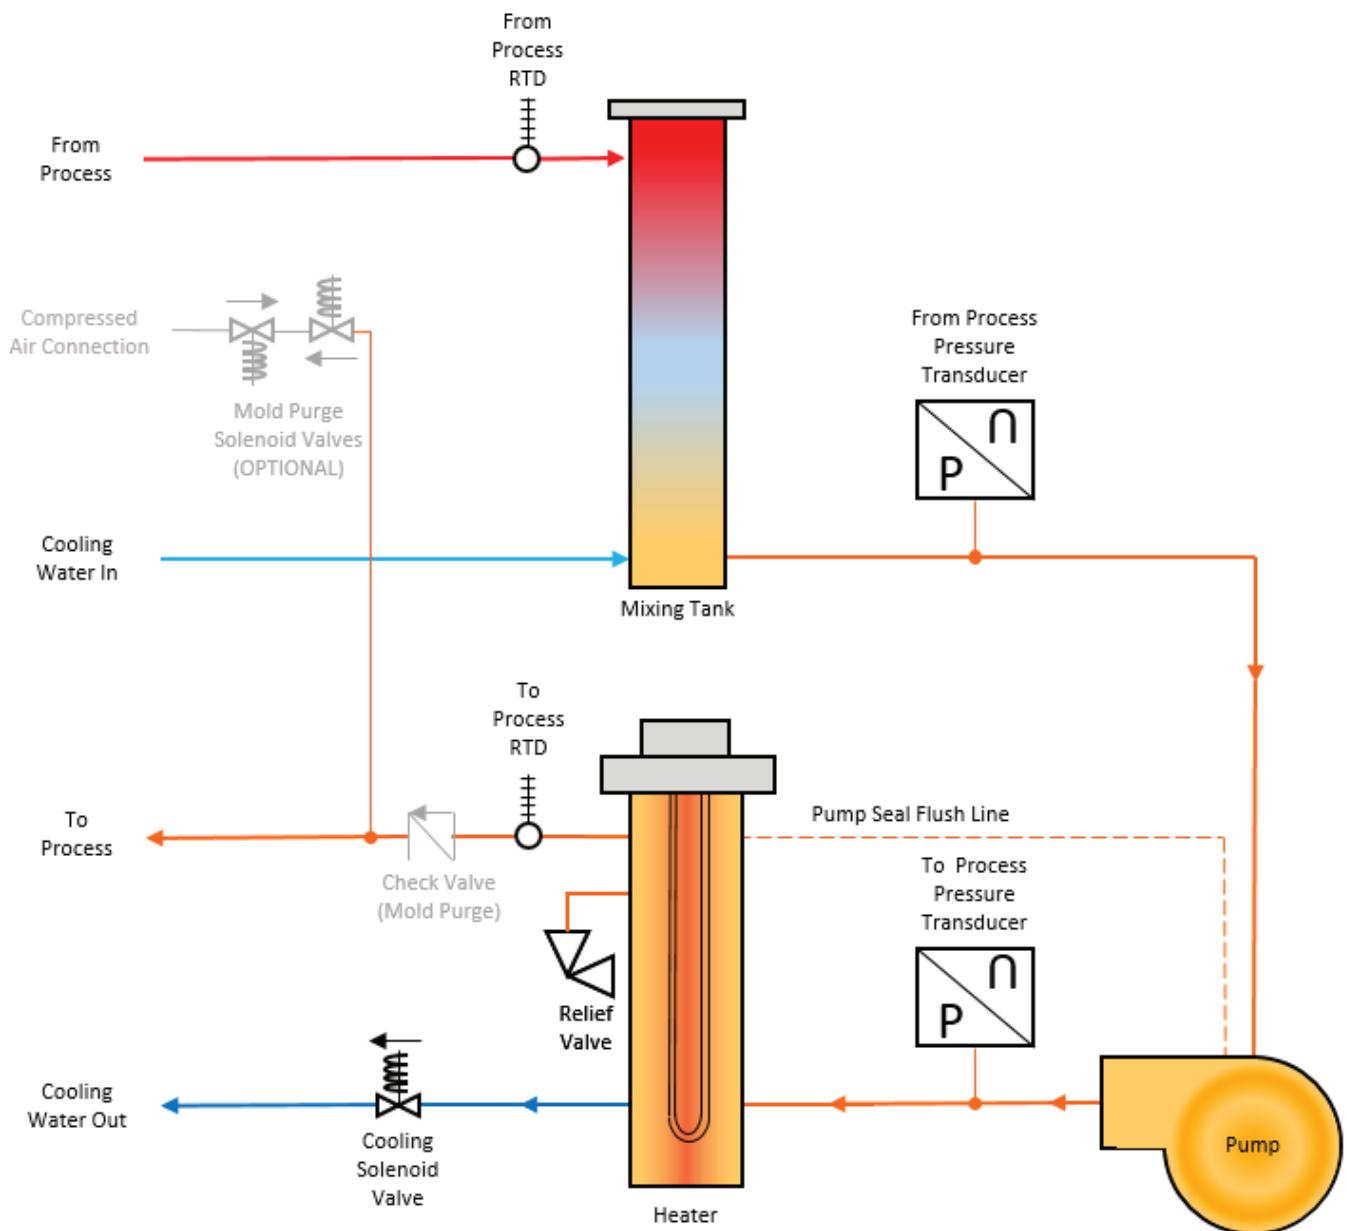 From
Process
RTD
From
Process
Compressed
Air Connection
Mold Purge
Solenoid Valves
(OPTIONAL)
From Process
Pressure
Transducer
P
U
Cooling
Water In
Mixing Tank
To
Process
RTD
To
Process
Check Valve
(Mold Purge)
Pump Seal Flush Line
To Process
Pressure
Transducer
P
U
Relief
Valve
Cooling
Water Out
Cooling
Solenoid
Valve
Heater
Pump